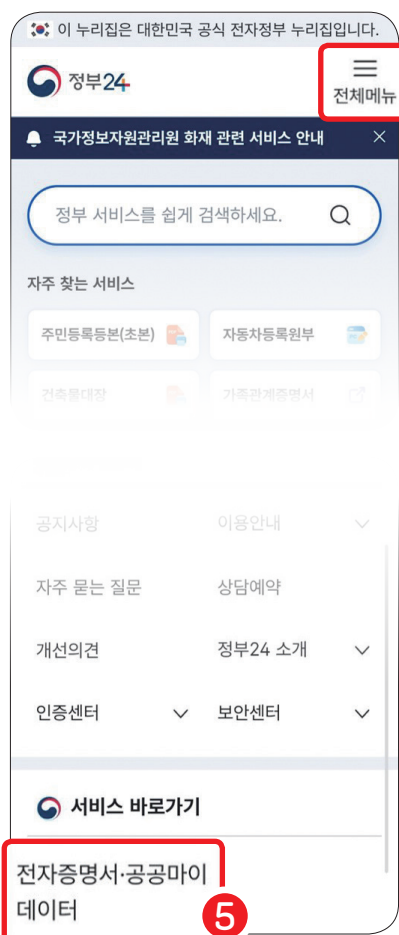 이 누리집은 대한민국 공식 전자정부 누리집입니다.
정부24
전체메뉴
국가정보자원관리원 화재 관련 서비스 안내
정부 서비스를 쉽게 검색하세요.
자주 찾는 서비스
주민등록등본(초본) 자동차등록원부
건축물대장 가족관계증명서
공지사항 이용안내
자주 묻는 질문 상담예약
개선의견 정부24 소개
인증센터 보안센터
서비스 바로가기
전자증명서·공공마이
데이터
5